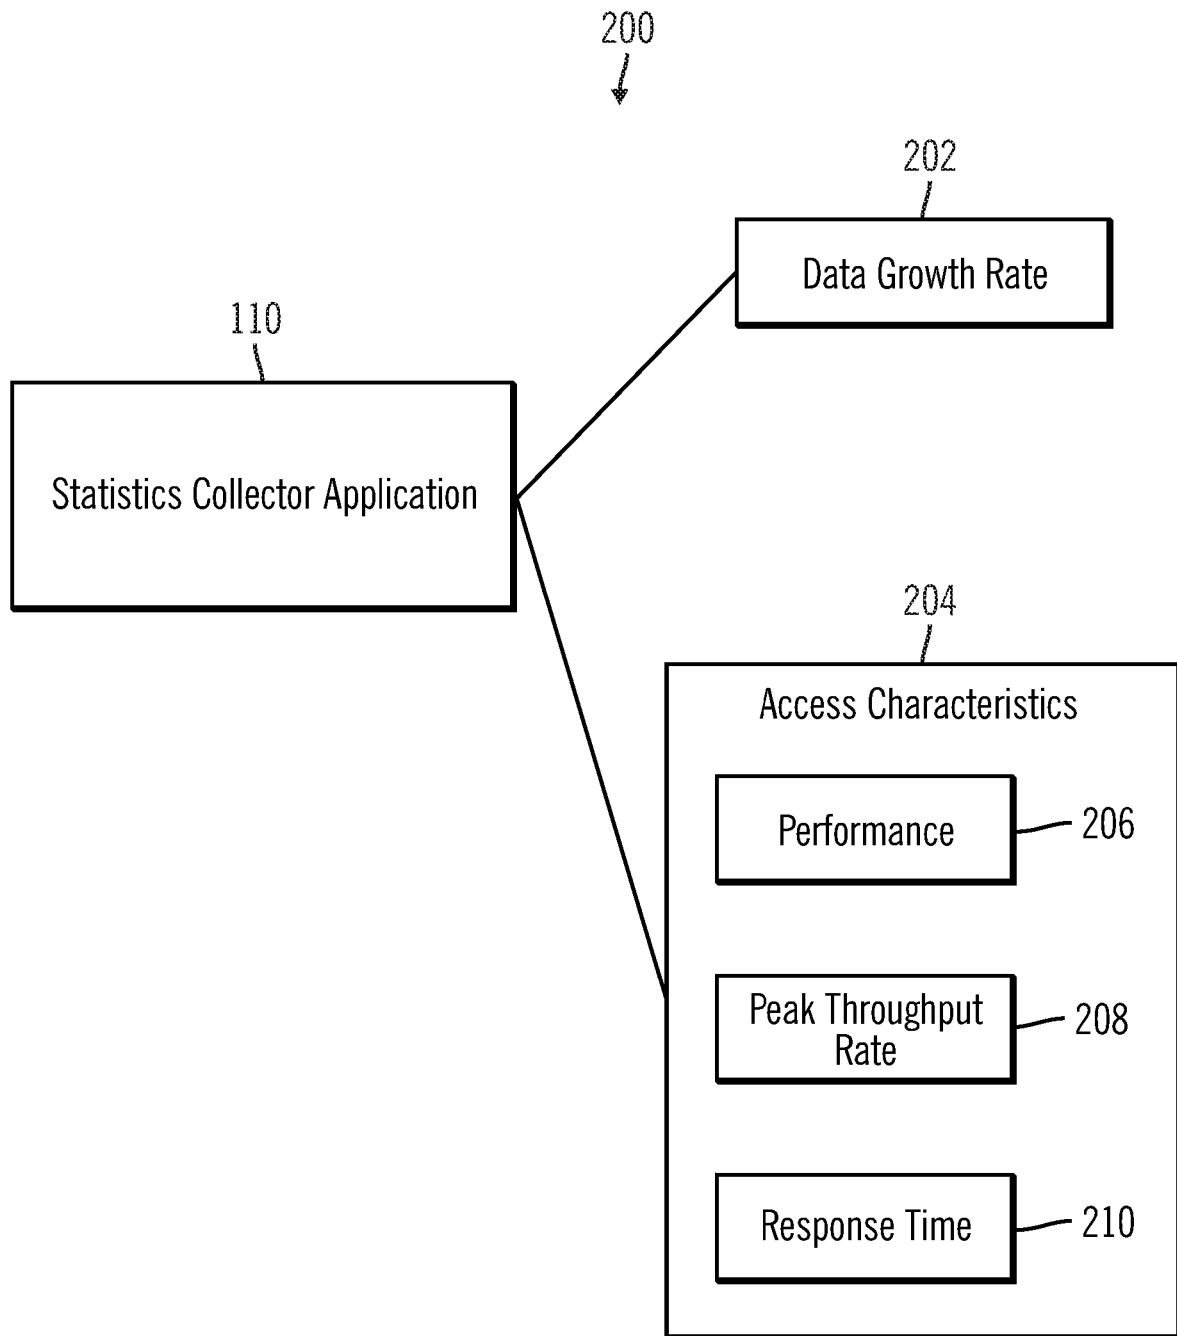 200
202
Data Growth Rate
110
Statistics Collector Application
204
Access Characteristics
Performance
206
Peak Throughput
Rate
208
Response Time
210